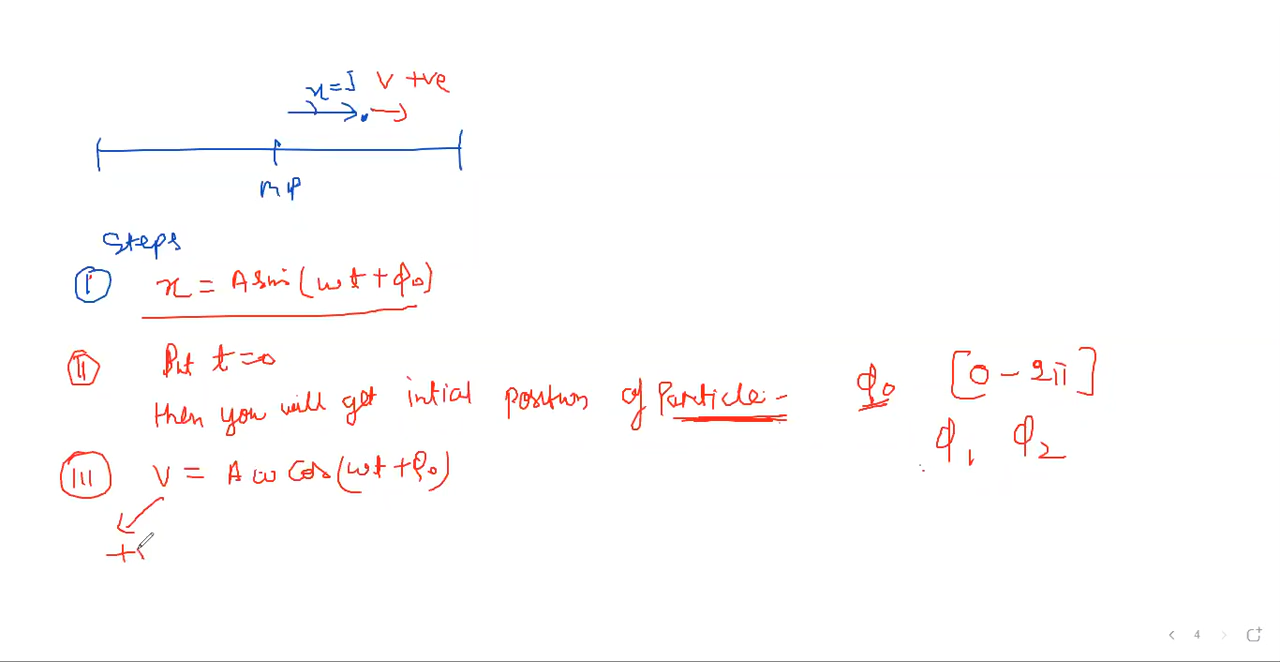 x = 5 V +ve
MP
Steps
I x = A sin(ωt + ϕ₀)
II Put t = 0
then you will get intial position of Particle - ϕ₀ [0 - 2π]
ϕ₁ ϕ₂
III V = Aω Cos(ωt + ϕ₀)
+
4